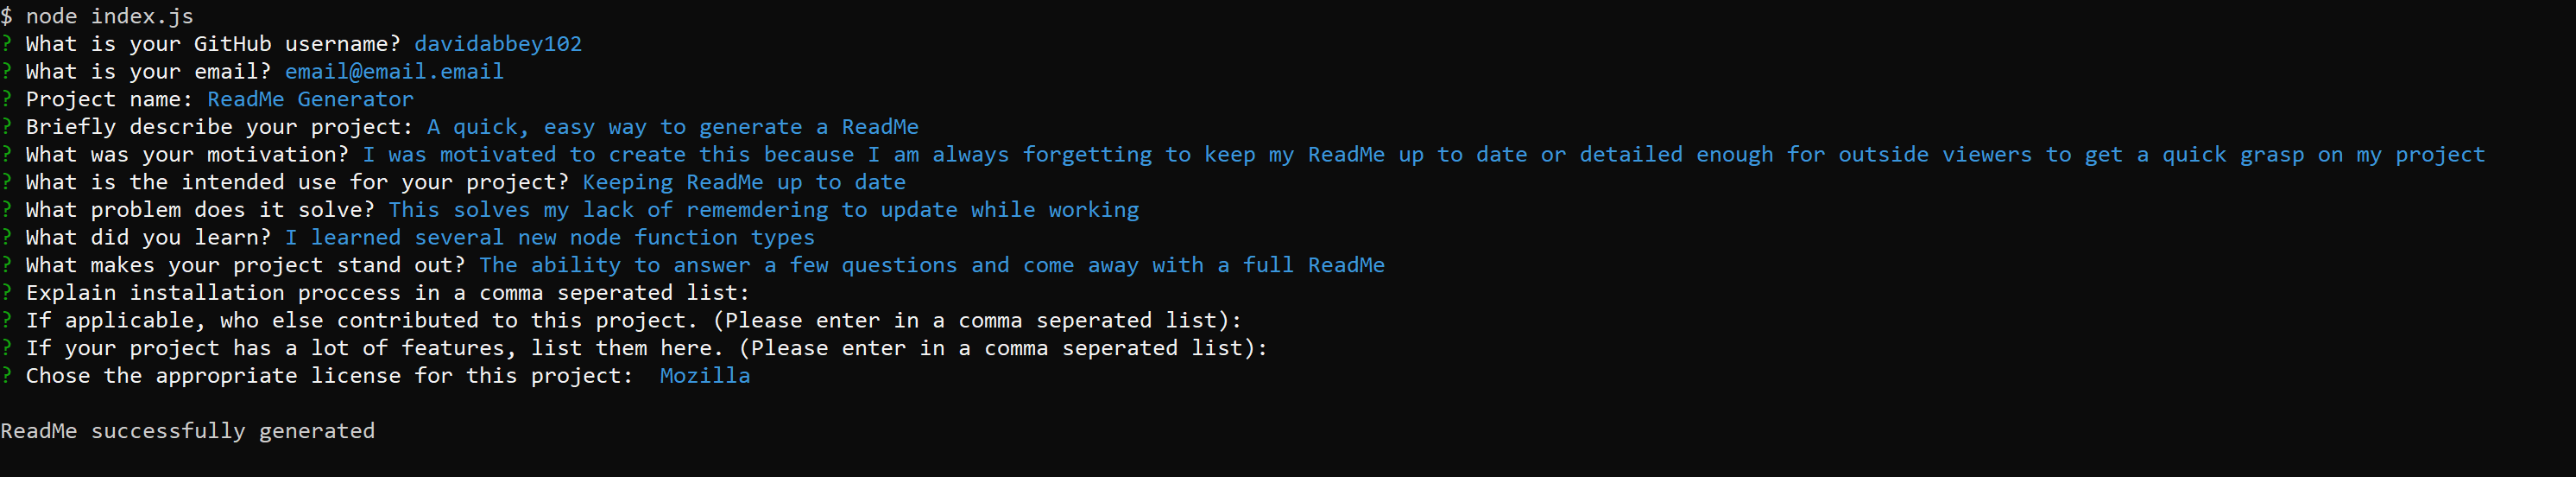 $ node index.js
? What is your GitHub username? davidabbey102
? What is your email? email@email.email
? Project name: ReadMe Generator
? Briefly describe your project: A quick, easy way to generate a ReadMe
? What was your motivation? I was motivated to create this because I am always forgetting to keep my ReadMe up to date or detailed enough for outside viewers to get a quick grasp on my project
? What is the intended use for your project? Keeping ReadMe up to date
? What problem does it solve? This solves my lack of rememdering to update while working
? What did you learn? I learned several new node function types
? What makes your project stand out? The ability to answer a few questions and come away with a full ReadMe
? Explain installation proccess in a comma seperated list:
? If applicable, who else contributed to this project. (Please enter in a comma seperated list):
? If your project has a lot of features, list them here. (Please enter in a comma seperated list):
? Chose the appropriate license for this project:  Mozilla
ReadMe successfully generated